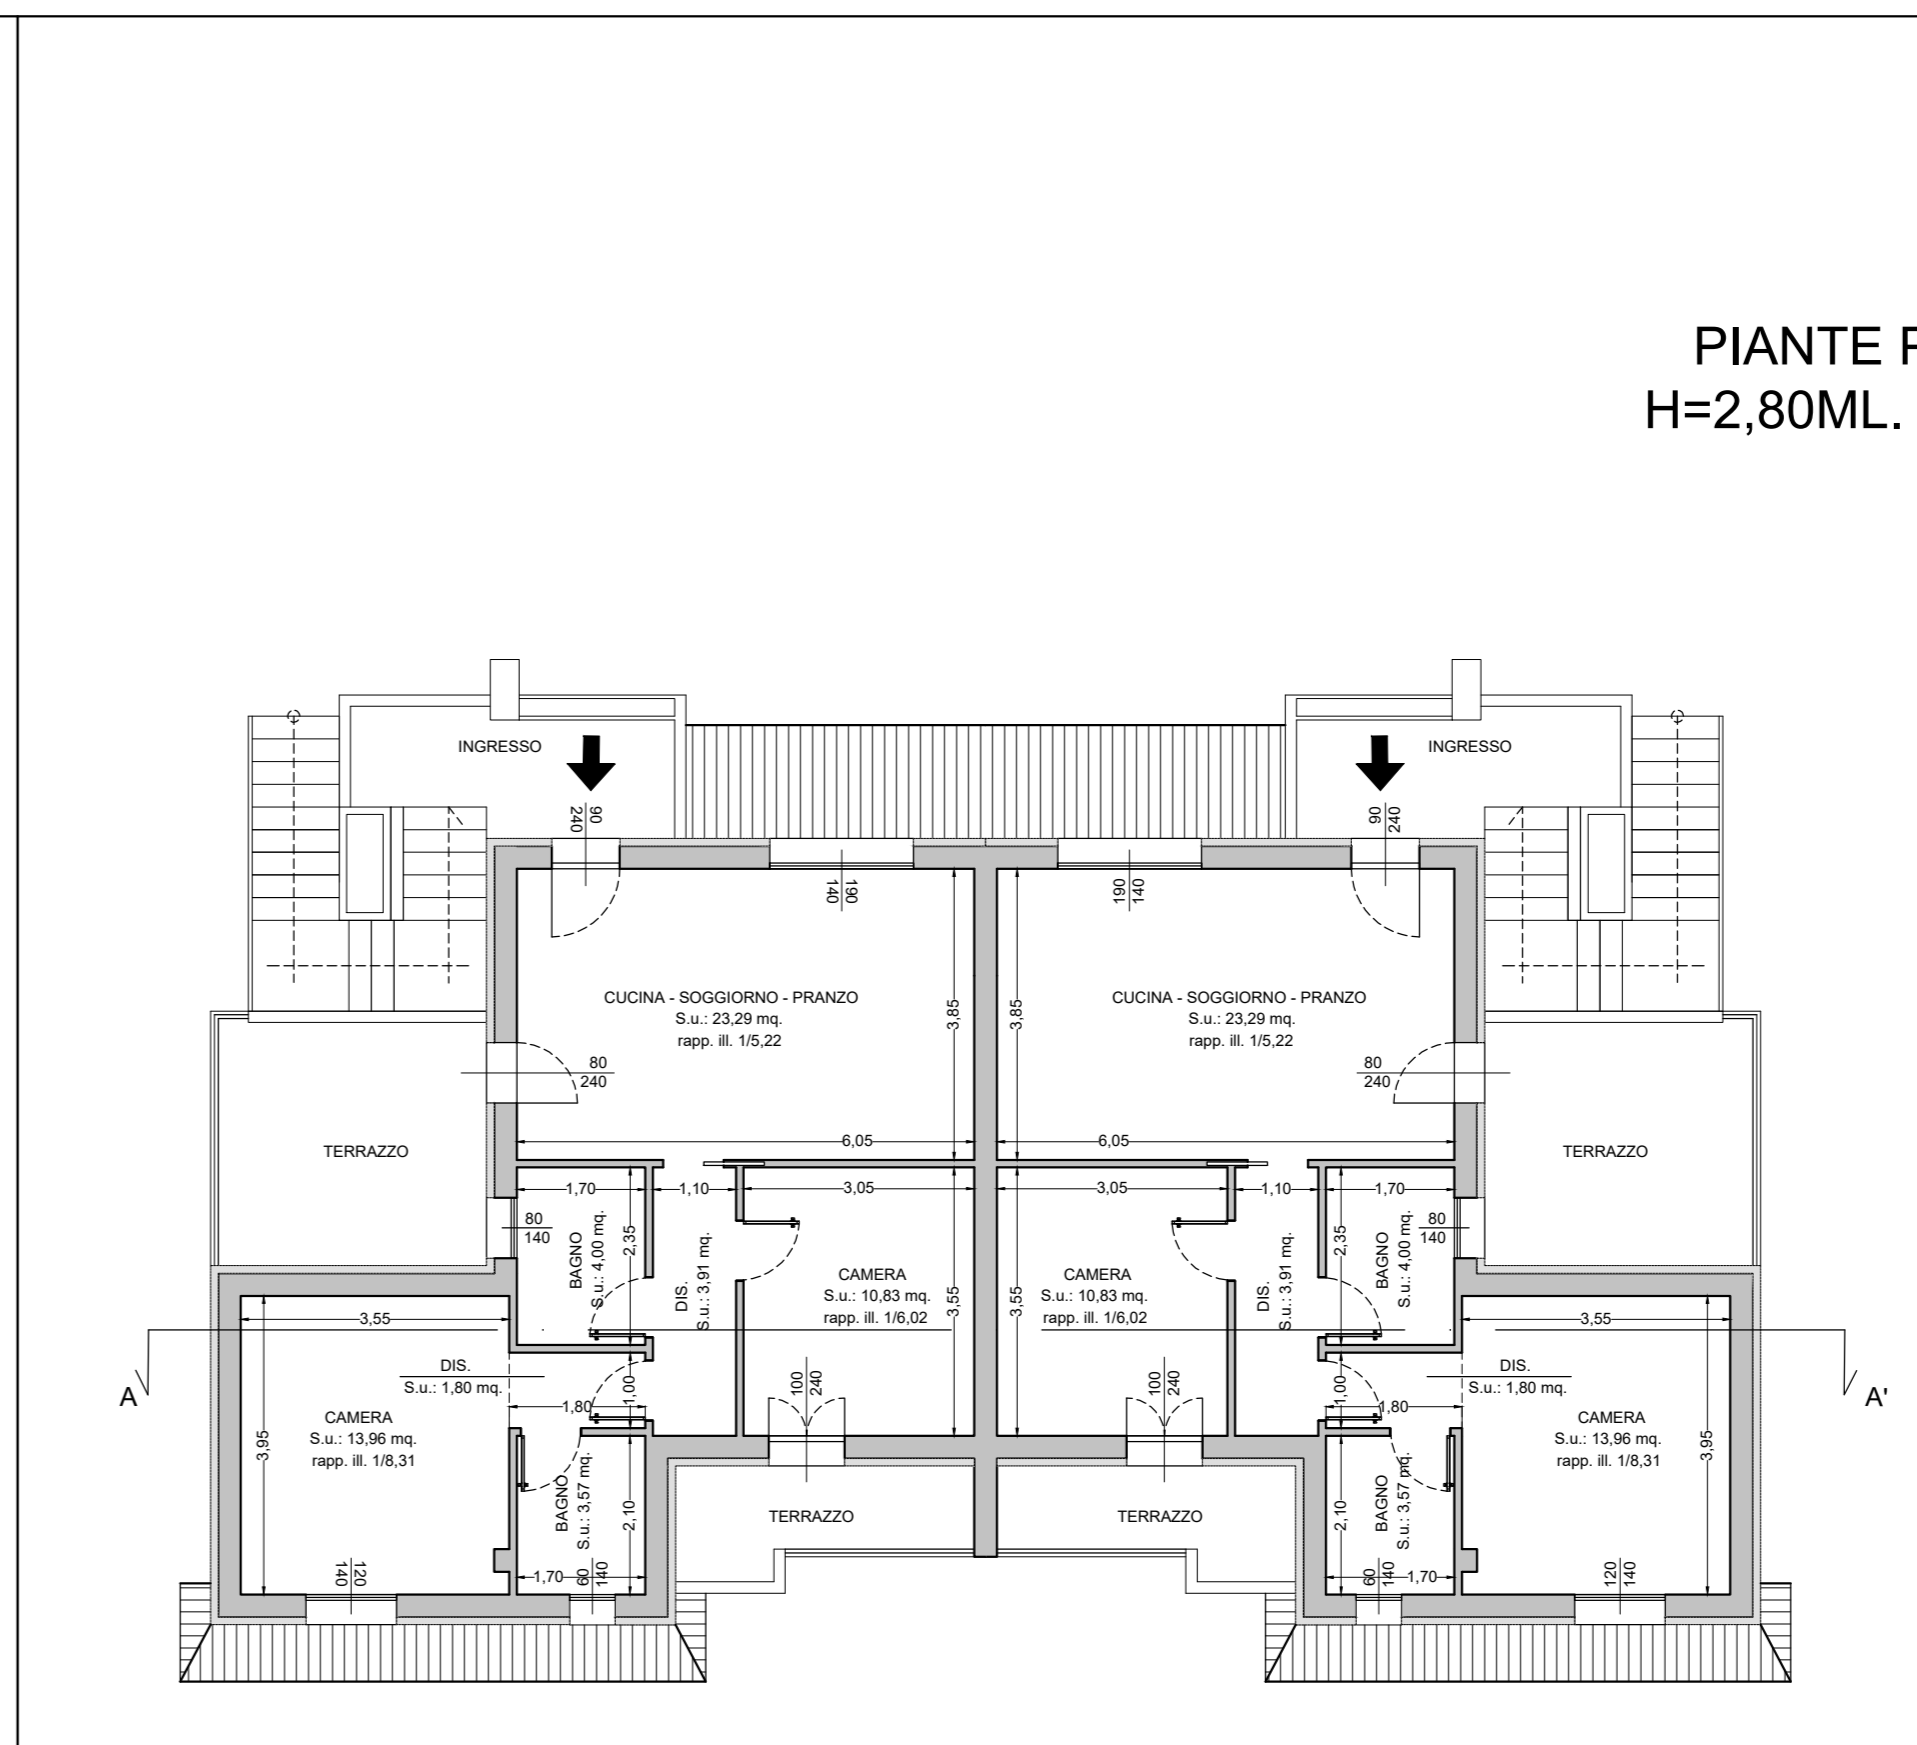 PIANTE P
H=2,80ML.
INGRESSO
INGRESSO
90
240
90
240
190
140
190
140
CUCINA - SOGGIORNO - PRANZO
S.u.: 23,29 mq.
rapp. ill. 1/5,22
3,85
3,85
CUCINA - SOGGIORNO - PRANZO
S.u.: 23,29 mq.
rapp. ill. 1/5,22
80
240
80
240
TERRAZZO
6,05
6,05
TERRAZZO
1,70
1,10
3,05
3,05
1,10
1,70
80
140
BAGNO
S.u.: 4,00 mq.
2,35
DIS.
S.u.: 3,91 mq.
CAMERA
S.u.: 10,83 mq.
rapp. ill. 1/6,02
3,55
3,55
CAMERA
S.u.: 10,83 mq.
rapp. ill. 1/6,02
DIS.
S.u.: 3,91 mq.
2,35
BAGNO
S.u.: 4,00 mq.
80
140
3,55
3,55
A
DIS.
S.u.: 1,80 mq.
1,00
1,80
100
240
100
240
1,00
1,80
DIS.
S.u.: 1,80 mq.
A'
CAMERA
S.u.: 13,96 mq.
rapp. ill. 1/8,31
3,95
CAMERA
S.u.: 13,96 mq.
rapp. ill. 1/8,31
3,95
BAGNO
S.u.: 3,57 mq.
2,10
TERRAZZO
TERRAZZO
2,10
BAGNO
S.u.: 3,57 mq.
120
140
1,70
60
140
60
140
1,70
120
140